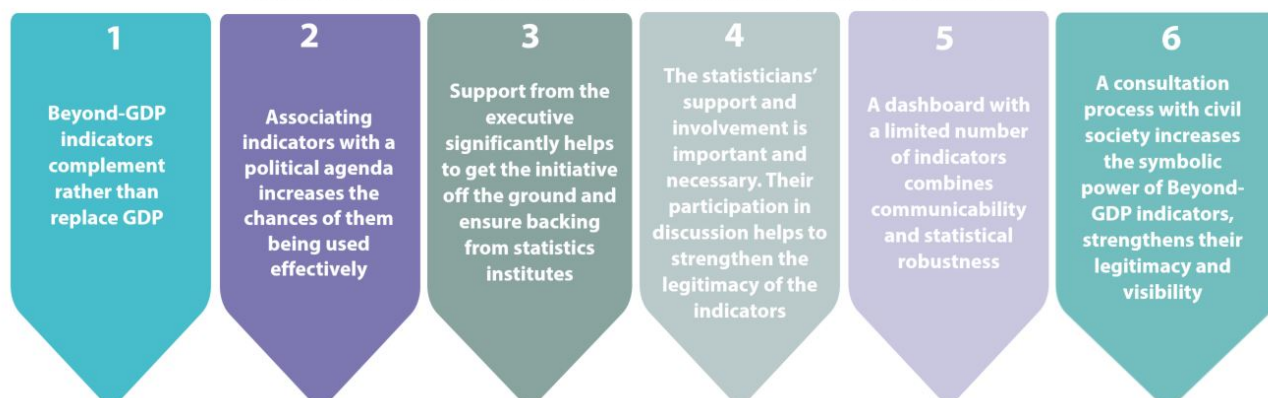 1
Beyond-GDP
indicators
complement
rather than
replace GDP
2
Associating
indicators with a
political agenda
increases the
chances of them
being used
effectively
3
Support from the
executive
significantly helps
to get the initiative
off the ground and
ensure backing
from statistics
institutes
4
The statisticians’
support and
involvement is
important and
necessary. Their
participation in
discussion helps to
strengthen the
legitimacy of the
indicators
5
A dashboard with
a limited number
of indicators
combines
communicability
and statistical
robustness
6
A consultation
process with civil
society increases
the symbolic
power of Beyond-
GDP indicators,
strengthens their
legitimacy and
visibility